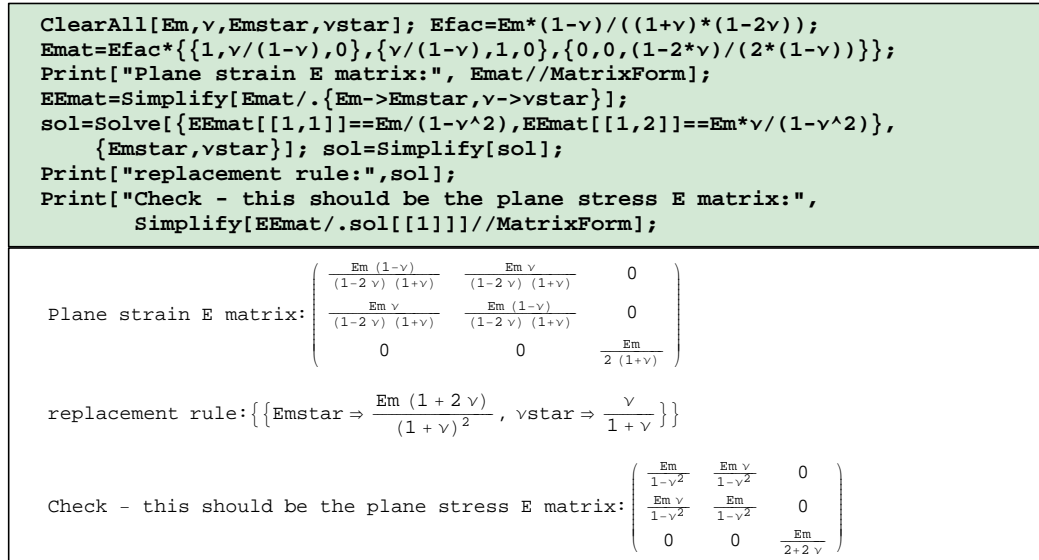 ClearAll[Em,ν,Emstar,νstar]; Efac=Em*(1-ν)/((1+ν)*(1-2ν));
Emat=Efac*{{1,ν/(1-ν),0},{ν/(1-ν),1,0},{0,0,(1-2*ν)/(2*(1-ν))}};
Print["Plane strain E matrix:", Emat//MatrixForm];
EEmat=Simplify[Emat/.{Em->Emstar,ν->νstar}];
sol=Solve[{EEmat[[1,1]]==Em/(1-ν^2),EEmat[[1,2]]==Em*ν/(1-ν^2)},
{Emstar,νstar}]; sol=Simplify[sol];
Print["replacement rule:",sol];
Print["Check - this should be the plane stress E matrix:",
Simplify[EEmat/.sol[[1]]]//MatrixForm];
Em (1-ν)/(1-2 ν) (1+ν) Em ν/(1-2 ν) (1+ν) 0
Plane strain E matrix: Em ν/(1-2 ν) (1+ν) Em (1-ν)/(1-2 ν) (1+ν) 0
0 0 Em/2 (1+ν)
replacement rule:{{Emstar ⇒ Em (1 + 2 ν)/(1 + ν)², νstar ⇒ ν/1 + ν}}
Em/1-ν² Em ν/1-ν² 0
Check - this should be the plane stress E matrix: Em ν/1-ν² Em/1-ν² 0
0 0 Em/2+2 ν